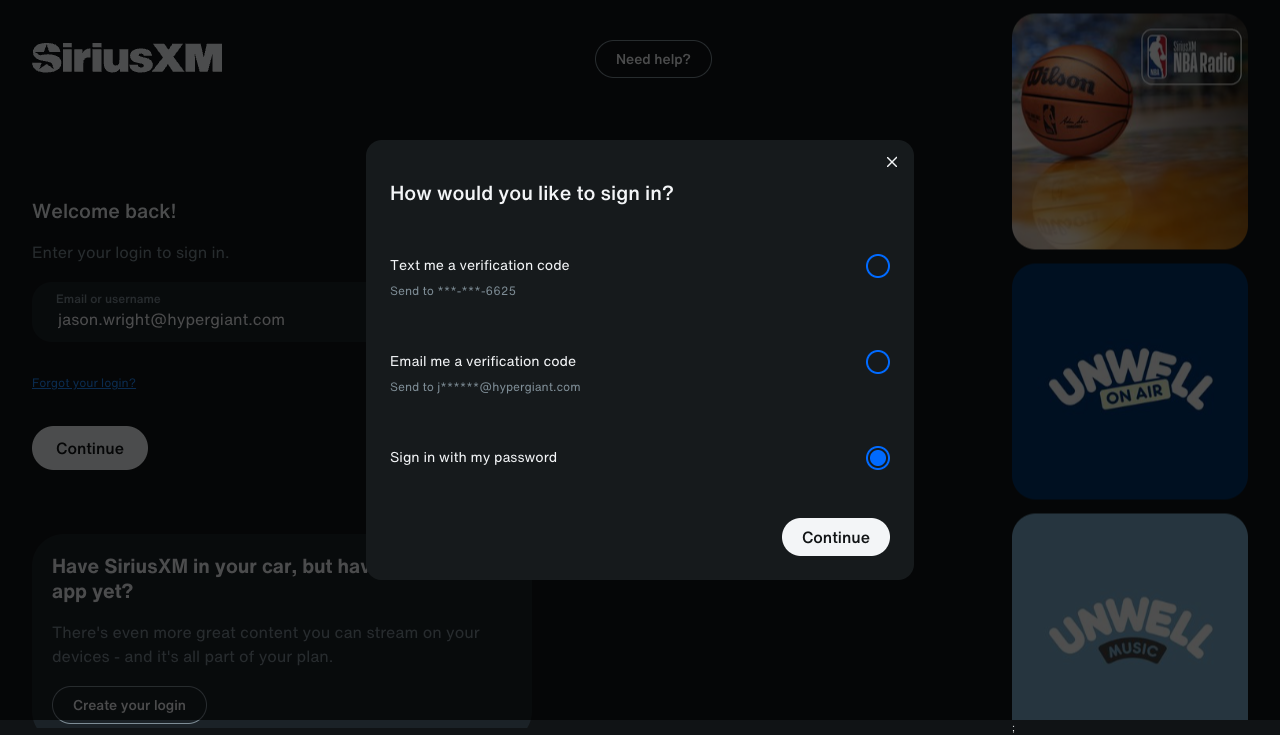 SiriusXM
Need help?
Welcome back!
Enter your login to sign in.
Email or username
jason.wright@hypergiant.com
Forgot your login?
Continue
Have SiriusXM in your car, but hav
app yet?
There's even more great content you can stream on your
devices - and it's all part of your plan.
Create your login
How would you like to sign in?
Text me a verification code
Send to ***-***-6625
Email me a verification code
Send to j******@hypergiant.com
Sign in with my password
Continue
Wilson
NBA
SiriusXM
NBA Radio
UNWELL
ON AIR
UNWELL
MUSIC
;